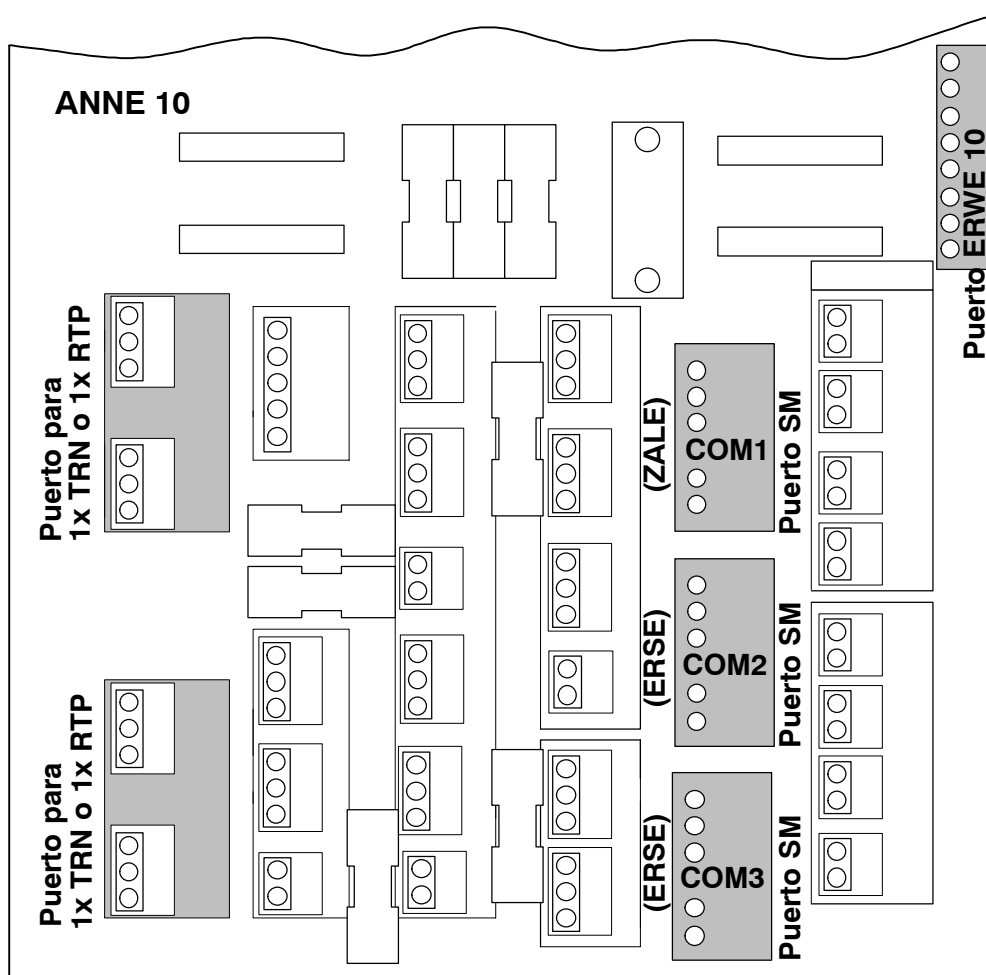 ANNE 10
Puerto ERWE 10
Puerto para
1x TRN o 1x RTP
(ZALE)
COM1
Puerto SM
(ERSE)
COM2
Puerto SM
Puerto para
1x TRN o 1x RTP
(ERSE)
COM3
Puerto SM